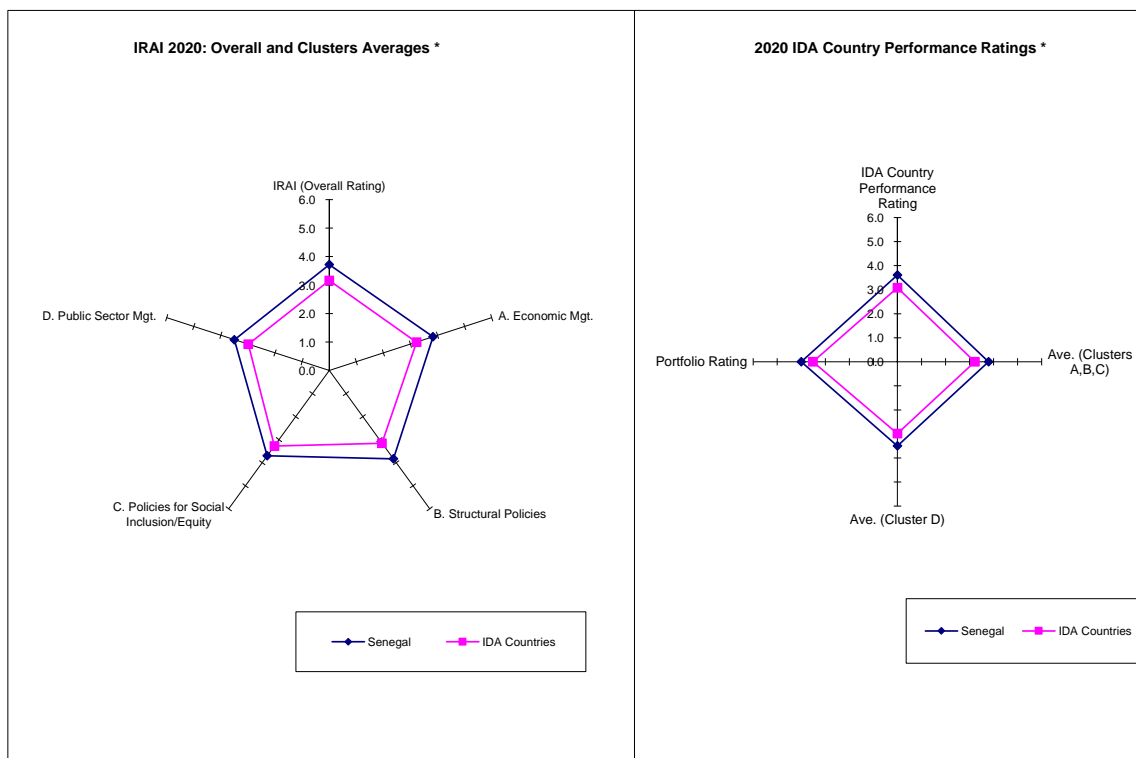 IRAI 2020: Overall and Clusters Averages *
IRAI (Overall Rating)
6.0
5.0
4.0
3.0
2.0
1.0
0.0
A. Economic Mgt.
B. Structural Policies
C. Policies for Social
Inclusion/Equity
D. Public Sector Mgt.
Senegal
IDA Countries
2020 IDA Country Performance Ratings *
IDA Country
Performance
Rating
6.0
5.0
4.0
3.0
2.0
1.0
0.0
Ave. (Clusters
A,B,C)
Ave. (Cluster D)
Portfolio Rating
Senegal
IDA Countries